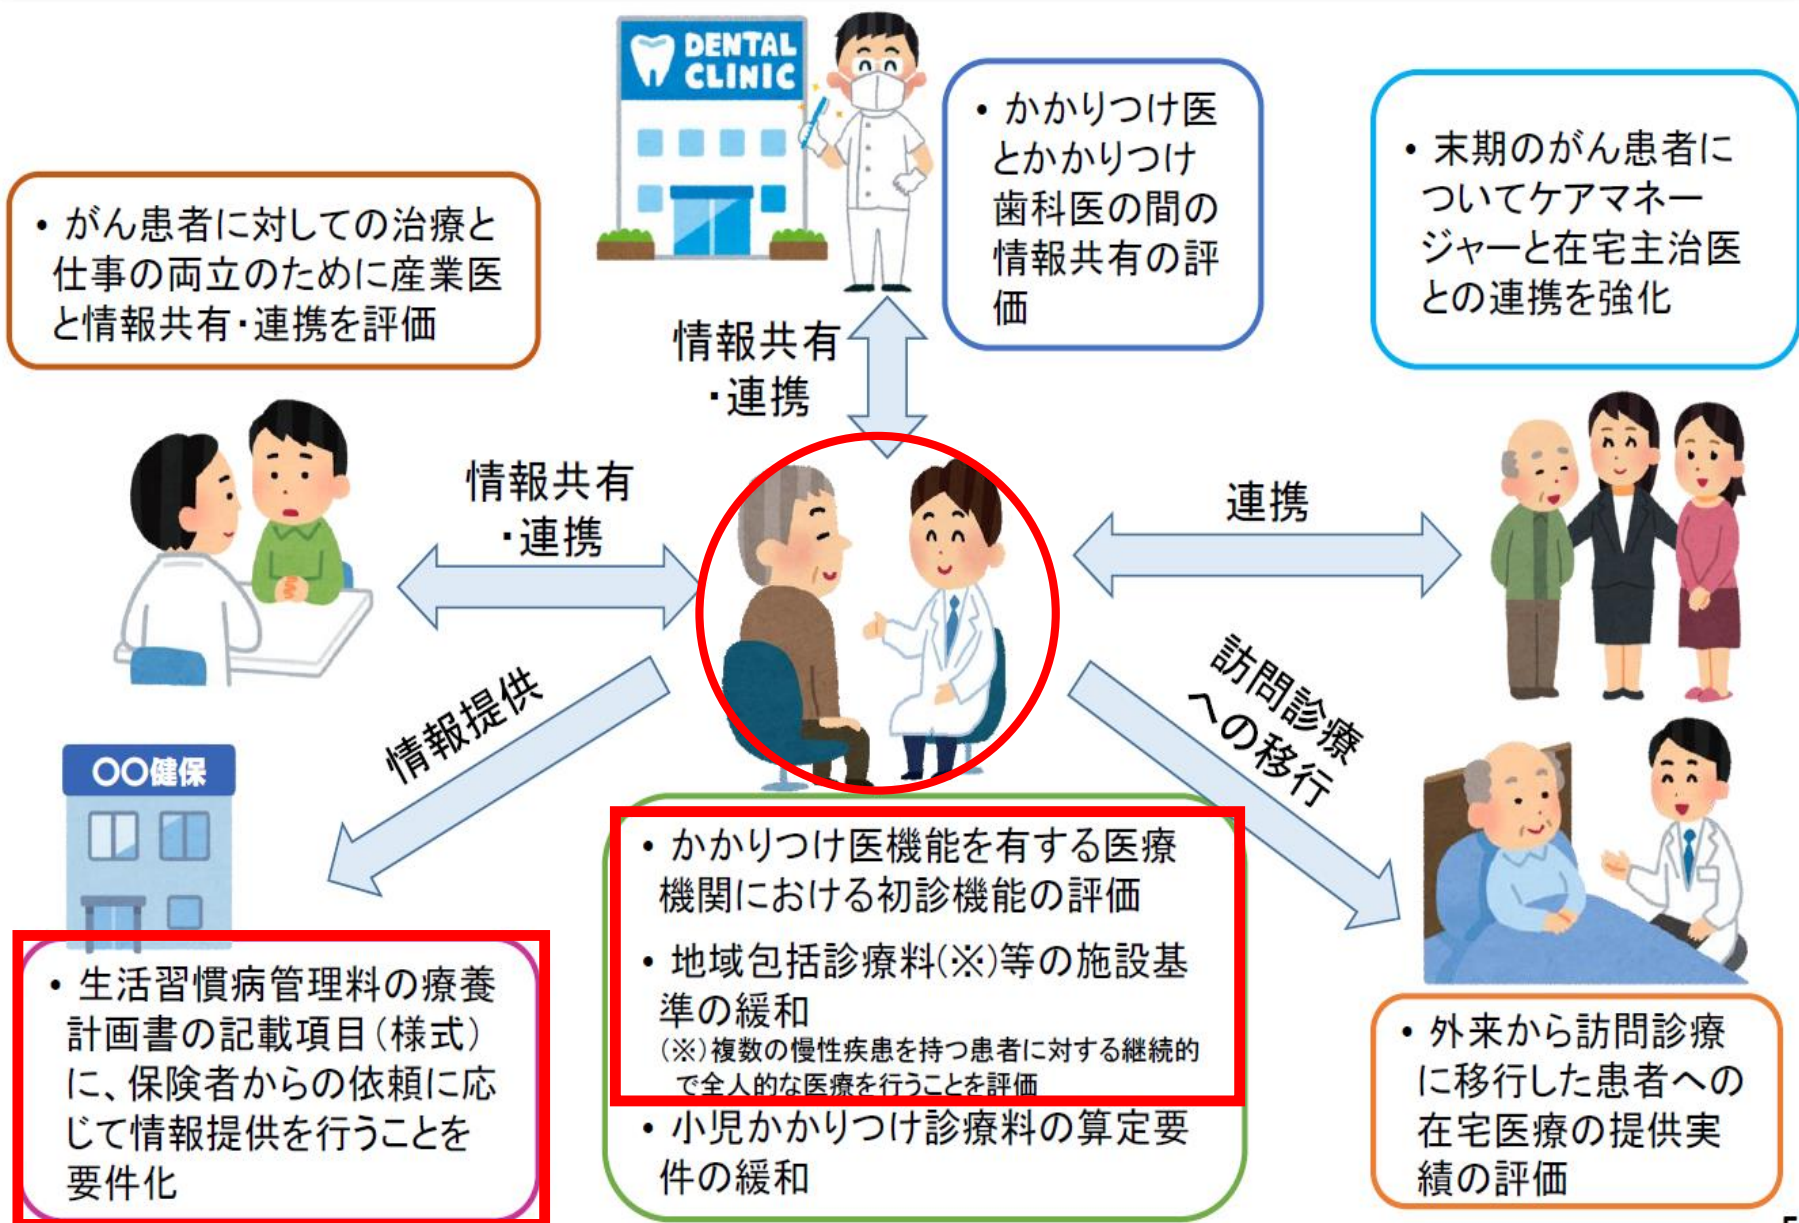 DENTAL
CLINIC
・かかりつけ医
とかかりつけ
歯科医の間の
情報共有の評
価
・末期のがん患者に
ついてケアマネー
ジャーと在宅主治医
との連携を強化
・がん患者に対しての治療と
仕事の両立のために産業医
と情報共有・連携を評価
情報共有
・連携
情報共有
・連携
連携
情報提供
訪問診療
への移行
〇〇健保
・かかりつけ医機能を有する医療
機関における初診機能の評価
・地域包括診療料(※)等の施設基
準の緩和
(※)複数の慢性疾患を持つ患者に対する継続的
で全人的な医療を行うことを評価
・小児かかりつけ診療料の算定要
件の緩和
・生活習慣病管理料の療養
計画書の記載項目(様式)
に、保険者からの依頼に応
じて情報提供を行うことを
要件化
・外来から訪問診療
に移行した患者への
在宅医療の提供実
績の評価